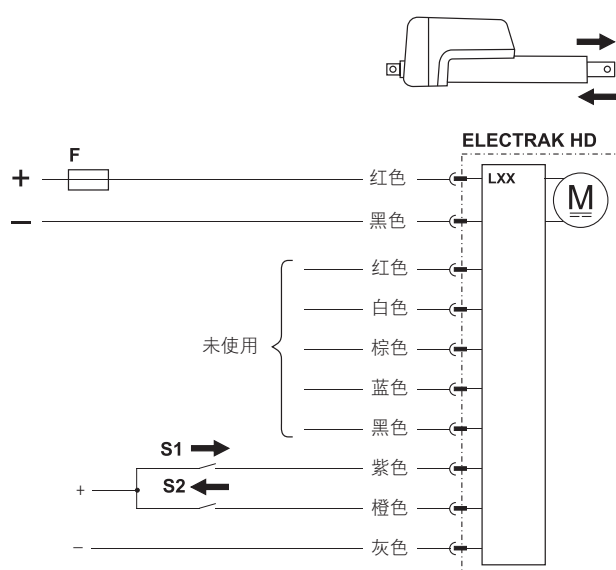 ELECTRAK HD
F
+ 红色 LXX
M
− 黑色
红色
白色
未使用 棕色
蓝色
黑色
S1 紫色
S2
+ 橙色
− 灰色